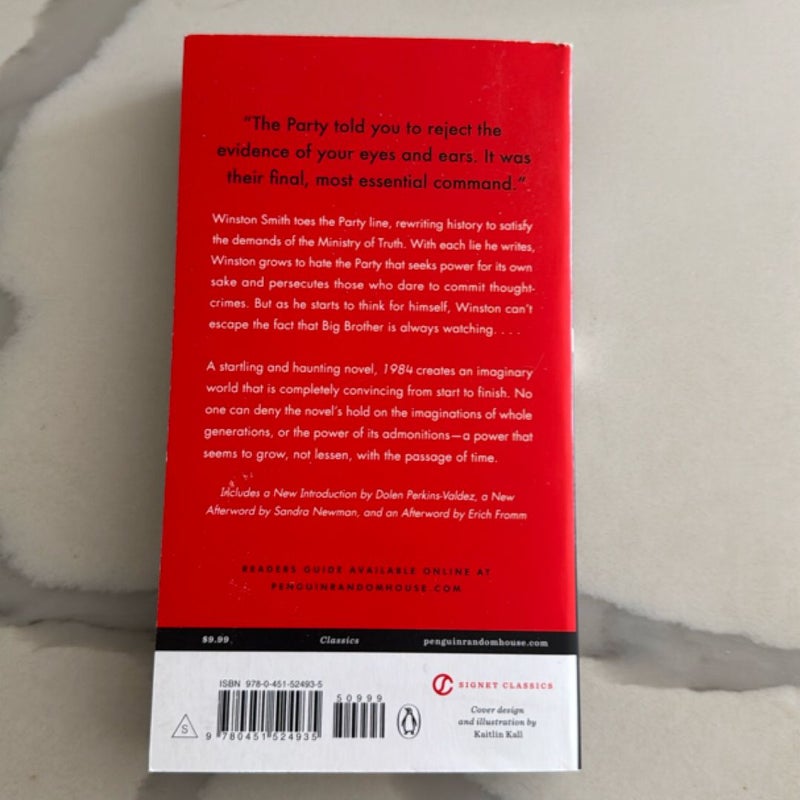 “The Party told you to reject the
evidence of your eyes and ears. It was
their final, most essential command.”
Winston Smith toes the Party line, rewriting history to satisfy
the demands of the Ministry of Truth. With each lie he writes,
Winston grows to hate the Party that seeks power for its own
sake and persecutes those who dare to commit thought-
crimes. But as he starts to think for himself, Winston can’t
escape the fact that Big Brother is always watching. . . .
A startling and haunting novel, 1984 creates an imaginary
world that is completely convincing from start to finish. No
one can deny the novel’s hold on the imaginations of whole
generations, or the power of its admonitions—a power that
seems to grow, not lessen, with the passage of time.
Includes a New Introduction by Dolen Perkins-Valdez, a New
Afterword by Sandra Newman, and an Afterword by Erich Fromm
READERS GUIDE AVAILABLE ONLINE AT
PENGUINRANDOMHOUSE.COM
$9.99 Classics penguinrandomhouse.com
ISBN 978-0-451-52493-5
50999
9 780451 524935
S
SIGNET CLASSICS
Cover design
and illustration by
Kaitlin Kall